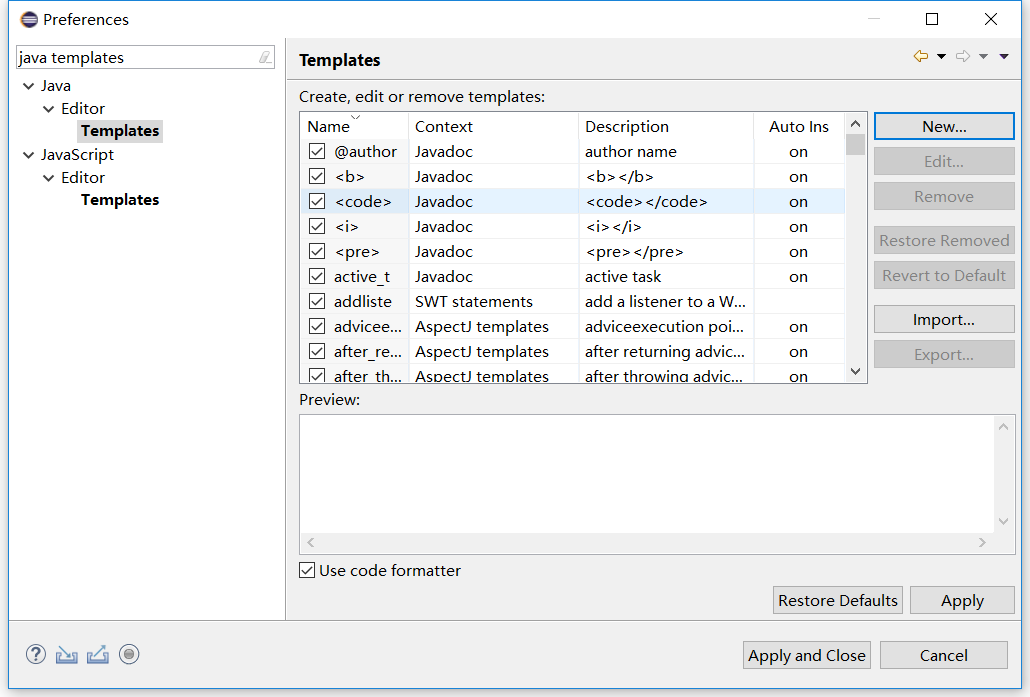 Preferences
java templates
Java
Editor
Templates
JavaScript
Editor
Templates
Templates
Create, edit or remove templates:
Name Context Description Auto Ins
@author Javadoc author name on
<b> Javadoc <b></b> on
<code> Javadoc <code></code> on
<i> Javadoc <i></i> on
<pre> Javadoc <pre></pre> on
active_t Javadoc active task on
addliste SWT statements add a listener to a W...
advicee... AspectJ templates adviceexecution poi... on
after_re... AspectJ templates after returning advic... on
after_th... AspectJ templates after throwing advic... on
New...
Edit...
Remove
Restore Removed
Revert to Default
Import...
Export...
Preview:
Use code formatter
Restore Defaults Apply
? Apply and Close Cancel